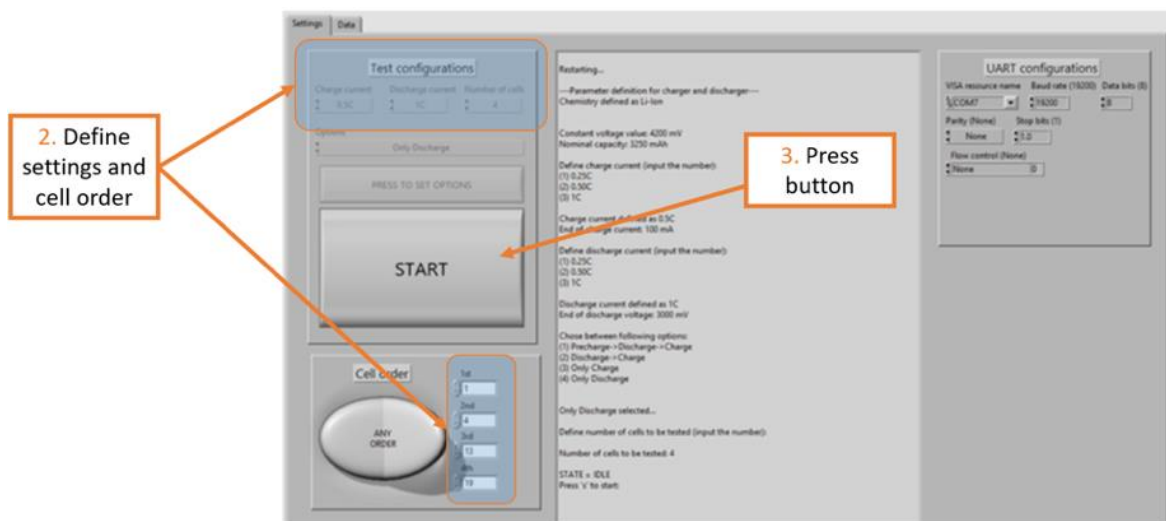 Settings
Data
2. Define
settings and
cell order
Test configurations
Charge current
Discharge current
Number of cells
0.5C
1C
4
Options
Only Discharge
PRESS TO SET OPTIONS
START
3. Press
button
Cell order
ANY
ORDER
1st
1
2nd
4
3rd
13
4th
19
Restarting...
----Parameter definition for charger and discharger----
Chemistry defined as Li-Ion
Constant voltage value: 4200 mV
Nominal capacity: 3250 mAh
Define charge current (input the number):
(1) 0.25C
(2) 0.50C
(3) 1C
Charge current defined as 0.5C
End of charge current: 100 mA
Define discharge current (input the number):
(1) 0.25C
(2) 0.50C
(3) 1C
Discharge current defined as 1C
End of discharge voltage: 3000 mV
Chose between following options:
(1) Precharge->Discharge->Charge
(2) Discharge->Charge
(3) Only Charge
(4) Only Discharge
Only Discharge selected...
Define number of cells to be tested (input the number):
Number of cells to be tested: 4
STATE = IDLE
Press 's' to start:
UART configurations
VISA resource name
Baud rate (19200)
Data bits (8)
COM7
19200
8
Parity (None)
Stop bits (1)
None
1.0
Flow control (None)
None
0